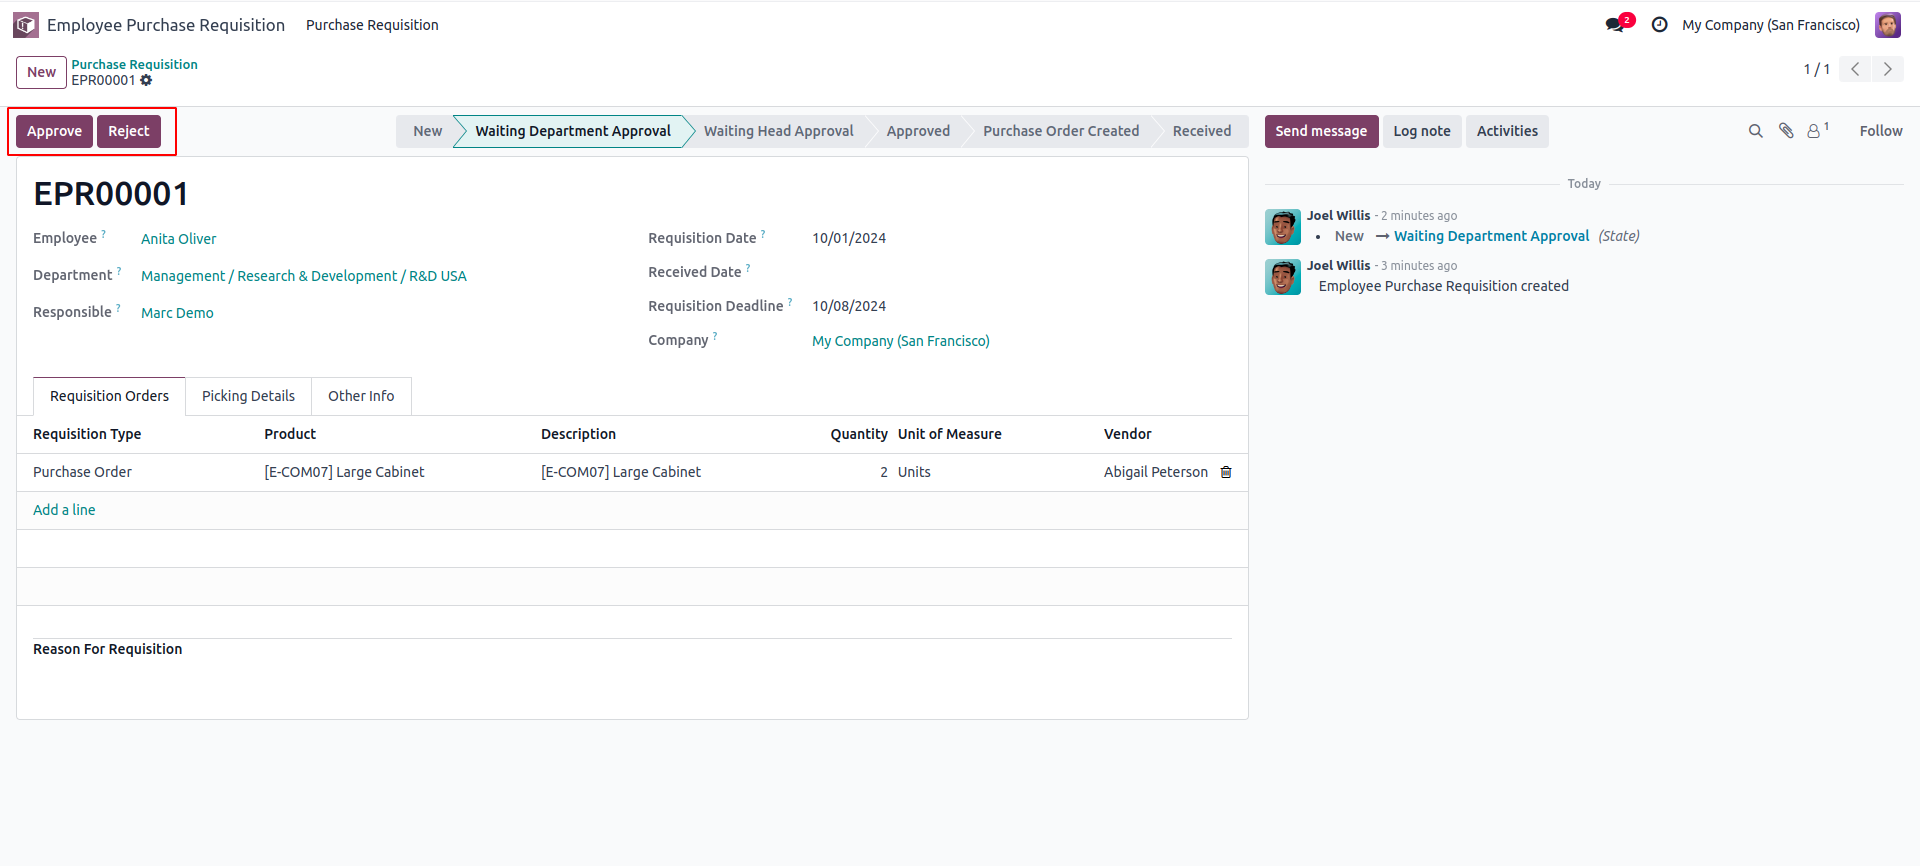 Employee Purchase Requisition Purchase Requisition 2 My Company (San Francisco)
New Purchase Requisition
EPR00001 1 / 1
Approve Reject New Waiting Department Approval Waiting Head Approval Approved Purchase Order Created Received Send message Log note Activities 1 Follow
EPR00001
Employee ? Anita Oliver
Department ? Management / Research & Development / R&D USA
Responsible ? Marc Demo
Requisition Date ? 10/01/2024
Received Date ?
Requisition Deadline ? 10/08/2024
Company ? My Company (San Francisco)
Requisition Orders Picking Details Other Info
Requisition Type Product Description Quantity Unit of Measure Vendor
Purchase Order [E-COM07] Large Cabinet [E-COM07] Large Cabinet 2 Units Abigail Peterson
Add a line
Reason For Requisition
Today
Joel Willis - 2 minutes ago
• New → Waiting Department Approval (State)
Joel Willis - 3 minutes ago
Employee Purchase Requisition created